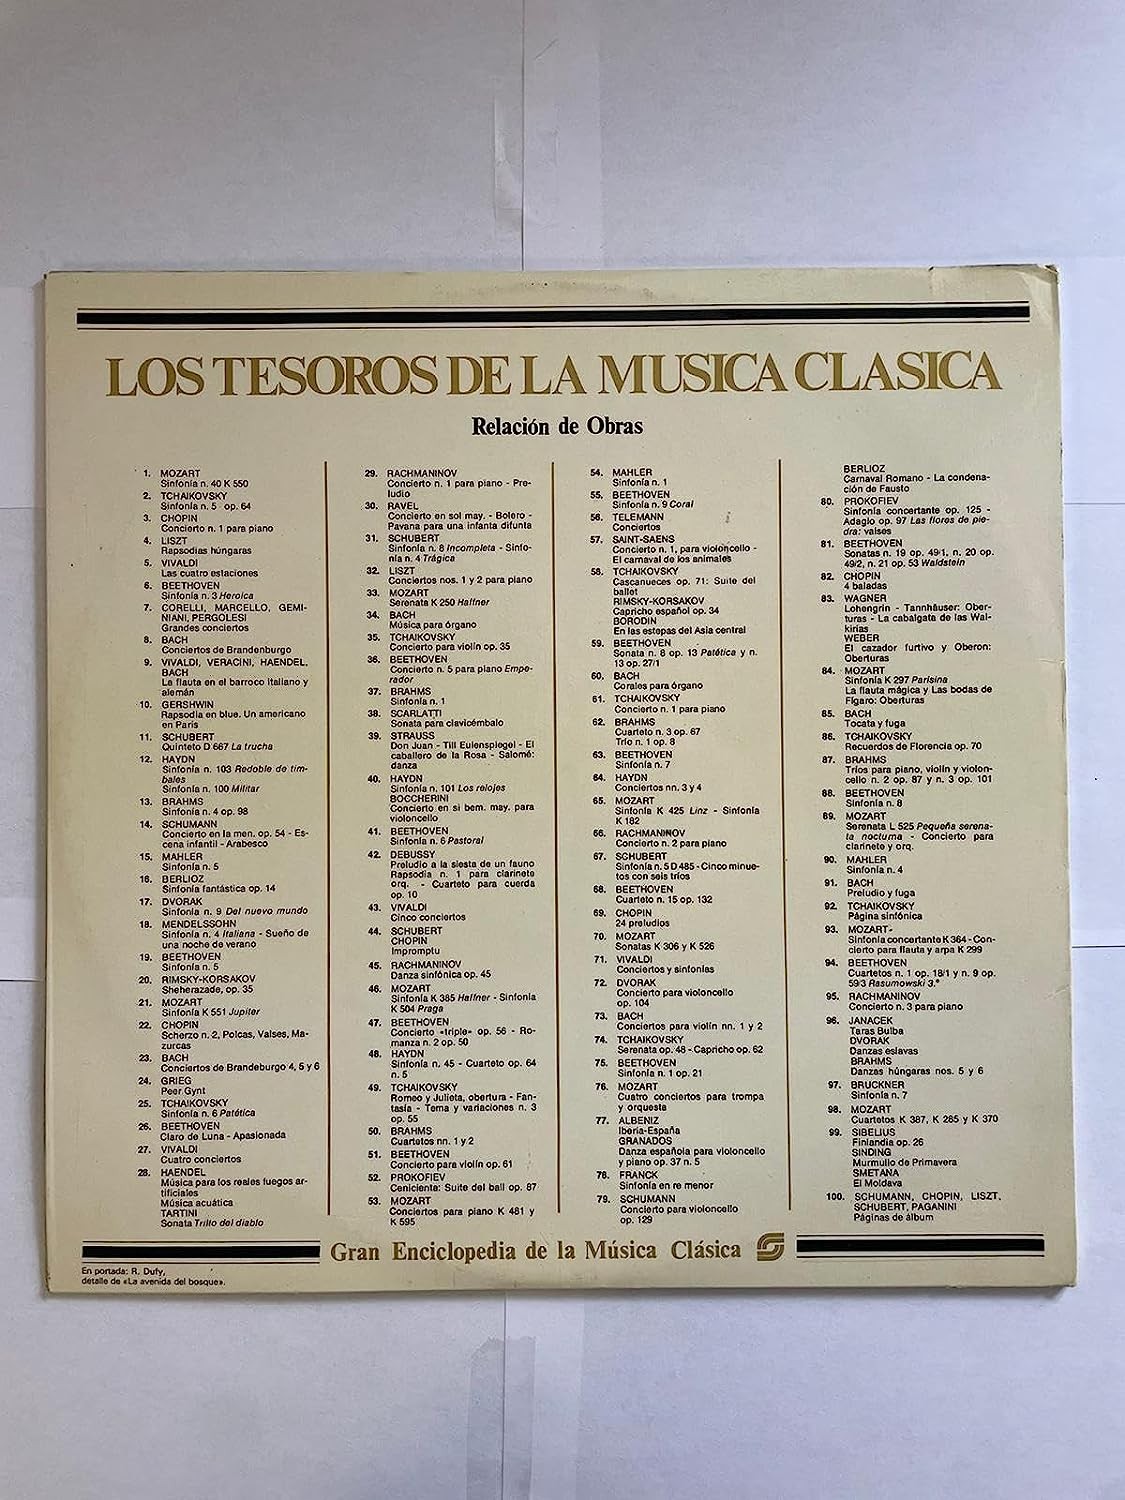 LOS TESOROS DE LA MUSICA CLASICA
Relación de Obras
1. MOZART
Sinfonía n. 40 K 550
2. TCHAIKOVSKY
Sinfonía n. 5 op. 64
3. CHOPIN
Concierto n. 1 para piano
4. LISZT
Rapsodias húngaras
5. VIVALDI
Las cuatro estaciones
6. BEETHOVEN
Sinfonía n. 3 Heroica
7. CORELLI, MARCELLO, GEMI-
NIANI, PERGOLESI
Grandes conciertos
8. BACH
Conciertos de Brandenburgo
9. VIVALDI, VERACINI, HAENDEL,
BACH
La flauta en el barroco italiano y
alemán
10. GERSHWIN
Rapsodia en blue. Un americano
en París
11. SCHUBERT
Quinteto D 667 La trucha
12. HAYDN
Sinfonía n. 103 Redoble de tim-
bales
Sinfonía n. 100 Militar
13. BRAHMS
Sinfonía n. 4 op. 98
14. SCHUMANN
Concierto en la men. op. 54 - Es-
cena infantil - Arabesco
15. MAHLER
Sinfonía n. 5
16. BERLIOZ
Sinfonía fantástica op. 14
17. DVORAK
Sinfonía n. 9 Del nuevo mundo
18. MENDELSSOHN
Sinfonía n. 4 Italiana - Sueño de
una noche de verano
19. BEETHOVEN
Sinfonía n. 5
20. RIMSKY-KORSAKOV
Sheherazade, op. 35
21. MOZART
Sinfonía K 551 Jupiter
22. CHOPIN
Scherzo n. 2, Polcas, Valses, Ma-
zurcas
23. BACH
Conciertos de Brandeburgo 4, 5 y 6
24. GRIEG
Peer Gynt
25. TCHAIKOVSKY
Sinfonía n. 6 Patética
26. BEETHOVEN
Claro de Luna - Apasionada
27. VIVALDI
Cuatro conciertos
28. HAENDEL
Música para los reales fuegos ar-
tificiales
Música acuática
TARTINI
Sonata Trillo del diablo
29. RACHMANINOV
Concierto n. 1 para piano - Pre-
ludio
30. RAVEL
Concierto en sol may. - Bolero -
Pavana para una infanta difunta
31. SCHUBERT
Sinfonía n. 8 Incompleta - Sinfo-
nía n. 4 Trágica
32. LISZT
Conciertos nos. 1 y 2 para piano
33. MOZART
Serenata K 250 Haffner
34. BACH
Música para órgano
35. TCHAIKOVSKY
Concierto para violín op. 35
36. BEETHOVEN
Concierto n. 5 para piano Empe-
rador
37. BRAHMS
Sinfonía n. 1
38. SCARLATTI
Sonata para clavicémbalo
39. STRAUSS
Don Juan - Till Eulenspiegel - El
caballero de la Rosa - Salomé:
danza
40. HAYDN
Sinfonía n. 101 Los relojes
BOCCHERINI
Concierto en si bem. may. para
violoncello
41. BEETHOVEN
Sinfonía n. 6 Pastoral
42. DEBUSSY
Preludio a la siesta de un fauno
Rapsodia n. 1 para clarinete
orq. - Cuarteto para cuerda
op. 10
43. VIVALDI
Cinco conciertos
44. SCHUBERT
CHOPIN
Impromptu
45. RACHMANINOV
Danza sinfónica op. 45
46. MOZART
Sinfonía K 385 Haffner - Sinfonía
K 504 Praga
47. BEETHOVEN
Concierto «triple» op. 56 - Ro-
manza n. 2 op. 50
48. HAYDN
Sinfonía n. 45 - Cuarteto op. 64
n. 5
49. TCHAIKOVSKY
Romeo y Julieta, obertura - Fan-
tasía - Tema y variaciones n. 3
op. 55
50. BRAHMS
Cuartetos nn. 1 y 2
51. BEETHOVEN
Concierto para violín op. 61
52. PROKOFIEV
Cenicienta: Suite del ball op. 87
53. MOZART
Conciertos para piano K 481 y
K 595
54. MAHLER
Sinfonía n. 1
55. BEETHOVEN
Sinfonía n. 9 Coral
56. TELEMANN
Conciertos
57. SAINT-SAENS
Concierto n. 1, para violoncello -
El carnaval de los animales
58. TCHAIKOVSKY
Cascanueces op. 71: Suite del
ballet
RIMSKY-KORSAKOV
Capricho español op. 34
BORODIN
En las estepas del Asia central
59. BEETHOVEN
Sonata n. 8 op. 13 Patética y n.
13 op. 27/1
60. BACH
Corales para órgano
61. TCHAIKOVSKY
Concierto n. 1 para piano
62. BRAHMS
Cuarteto n. 3 op. 67
Trío n. 1 op. 8
63. BEETHOVEN
Sinfonía n. 7
64. HAYDN
Conciertos nn. 3 y 4
65. MOZART
Sinfonía K 425 Linz - Sinfonía
K 182
66. RACHMANINOV
Concierto n. 2 para piano
67. SCHUBERT
Sinfonía n. 5 D 485 - Cinco minue-
tos con seis tríos
68. BEETHOVEN
Cuarteto n. 15 op. 132
69. CHOPIN
24 preludios
70. MOZART
Sonatas K 306 y K 526
71. VIVALDI
Conciertos y sinfonías
72. DVORAK
Concierto para violoncello
op. 104
73. BACH
Conciertos para violín nn. 1 y 2
74. TCHAIKOVSKY
Serenata op. 48 - Capricho op. 62
75. BEETHOVEN
Sinfonía n. 1 op. 21
76. MOZART
Cuatro conciertos para trompa
y orquesta
77. ALBENIZ
Iberia-España
GRANADOS
Danza española para violoncello
y piano op. 37 n. 5
78. FRANCK
Sinfonía en re menor
79. SCHUMANN
Concierto para violoncello
op. 129
BERLIOZ
Carnaval Romano - La condena-
ción de Fausto
80. PROKOFIEV
Sinfonía concertante op. 125 -
Adagio op. 97 Las flores de pie-
dra: valses
81. BEETHOVEN
Sonatas n. 19 op. 49/1, n. 20 op.
49/2, n. 21 op. 53 Waldstein
82. CHOPIN
4 baladas
83. WAGNER
Lohengrin - Tannhäuser: Ober-
turas - La cabalgata de las Wal-
kirias
WEBER
El cazador furtivo y Oberon:
Oberturas
84. MOZART
Sinfonía K 297 Parisina
La flauta mágica y Las bodas de
Fígaro: Oberturas
85. BACH
Tocata y fuga
86. TCHAIKOVSKY
Recuerdos de Florencia op. 70
87. BRAHMS
Tríos para piano, violín y violon-
cello n. 2 op. 87 y n. 3 op. 101
88. BEETHOVEN
Sinfonía n. 8
89. MOZART
Serenata L 525 Pequeña serena-
ta nocturna - Concierto para
clarinete y orq.
90. MAHLER
Sinfonía n. 4
91. BACH
Preludio y fuga
92. TCHAIKOVSKY
Página sinfónica
93. MOZART
Sinfonía concertante K 364 - Con-
cierto para flauta y arpa K 299
94. BEETHOVEN
Cuartetos n. 1 op. 18/1 y n. 9 op.
59/3 Rasumowski 3.ª
95. RACHMANINOV
Concierto n. 3 para piano
96. JANACEK
Taras Bulba
DVORAK
Danzas eslavas
BRAHMS
Danzas húngaras nos. 5 y 6
97. BRUCKNER
Sinfonía n. 7
98. MOZART
Cuartetos K 387, K 285 y K 370
99. SIBELIUS
Finlandia op. 26
SINDING
Murmullo de Primavera
SMETANA
El Moldava
100. SCHUMANN, CHOPIN, LISZT,
SCHUBERT, PAGANINI
Páginas de álbum
Gran Enciclopedia de la Música Clásica
En portada: R. Dufy,
detalle de «La avenida del bosque».